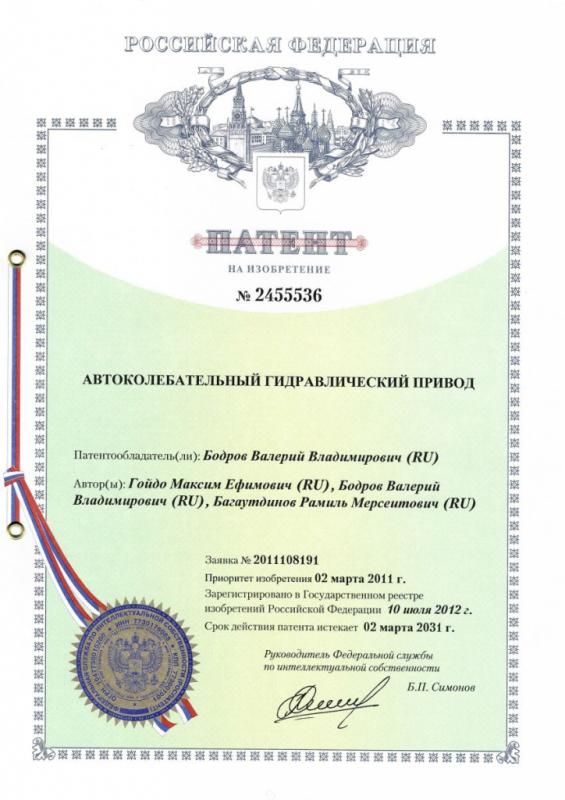 РОССИЙСКАЯ ФЕДЕРАЦИЯ
ПАТЕНТ
НА ИЗОБРЕТЕНИЕ
№ 2455536
АВТОКОЛЕБАТЕЛЬНЫЙ ГИДРАВЛИЧЕСКИЙ ПРИВОД
Патентообладатель(ли): Бодров Валерий Владимирович (RU)
Автор(ы): Гойдо Максим Ефимович (RU), Бодров Валерий
Владимирович (RU), Багаутдинов Рамиль Мерсеитович (RU)
Заявка № 2011108191
Приоритет изобретения 02 марта 2011 г.
Зарегистрировано в Государственном реестре
изобретений Российской Федерации 10 июля 2012 г.
Срок действия патента истекает 02 марта 2031 г.
Руководитель Федеральной службы
по интеллектуальной собственности
Б.П. Симонов